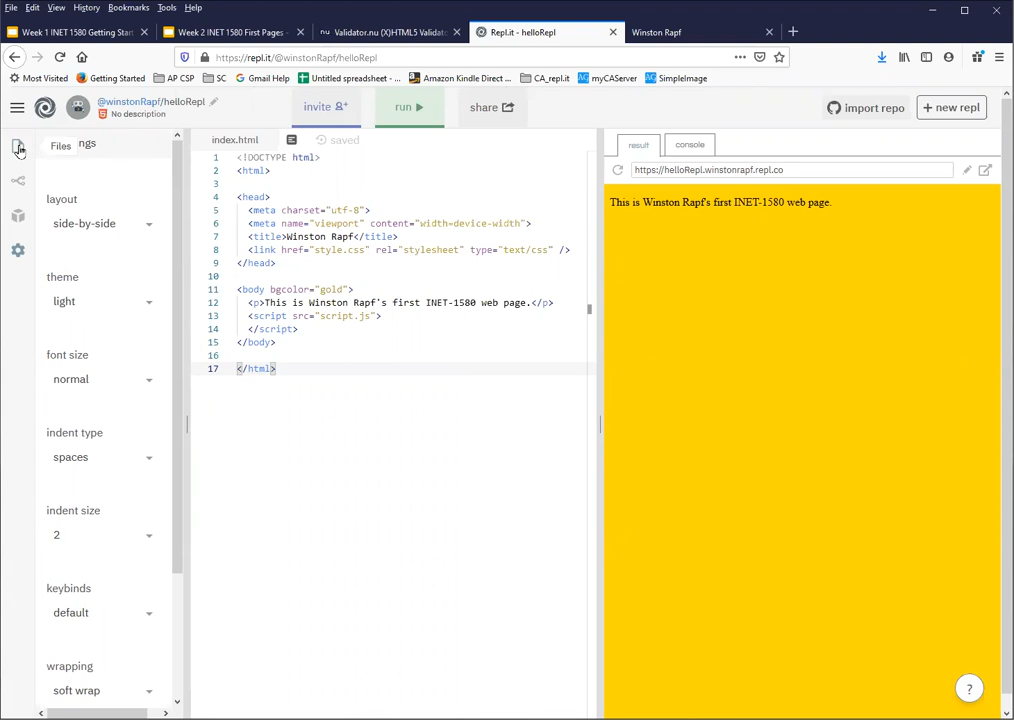 File Edit View History Bookmarks Tools Help
Week 1 INET 1580 Getting Star
Week 2 INET 1580 First Pages -
Validator.nu (X)HTML5 Validato
Repl.it - helloRepl
Winston Rapf
https://repl.it/@winstonRapf/helloRepl
Most Visited Getting Started AP CSP SC Gmail Help Untitled spreadsheet - ... Amazon Kindle Direct ... CA_repl.it myCAServer SimpleImage
@winstonRapf/helloRepl
No description
invite
run
share
import repo
+ new repl
Files
ngs
layout
side-by-side
theme
light
font size
normal
indent type
spaces
indent size
2
keybinds
default
wrapping
soft wrap
index.html
saved
1 <!DOCTYPE html>
2 <html>
3
4 <head>
5 <meta charset="utf-8">
6 <meta name="viewport" content="width=device-width">
7 <title>Winston Rapf</title>
8 <link href="style.css" rel="stylesheet" type="text/css" />
9 </head>
10
11 <body bgcolor="gold">
12 <p>This is Winston Rapf's first INET-1580 web page.</p>
13 <script src="script.js">
14 </script>
15 </body>
16
17 </html>
result
console
https://helloRepl.winstonrapf.repl.co
This is Winston Rapf's first INET-1580 web page.
?